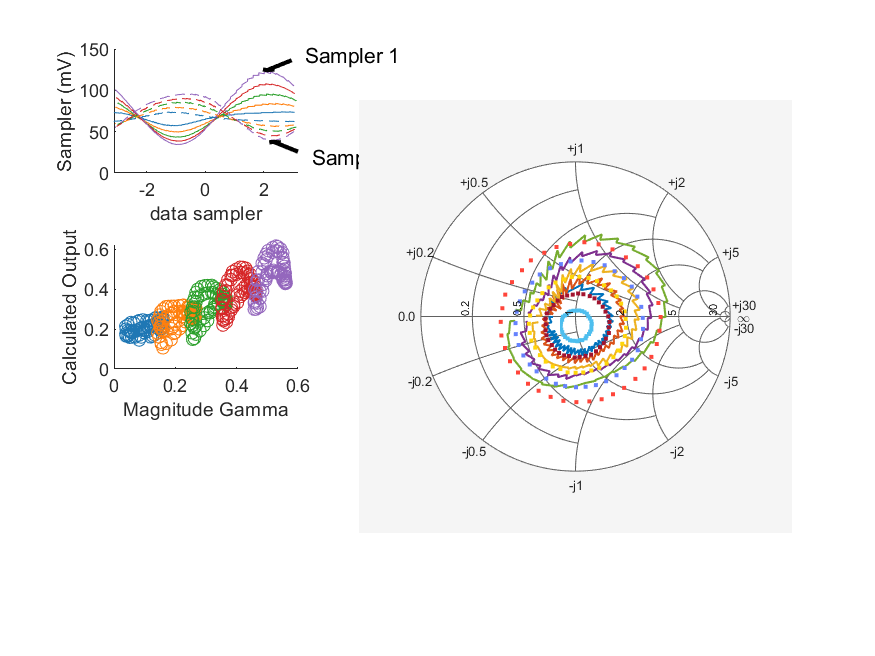 150
Sampler 1
100
Sampler (mV)
50
Samp
0
-2
0
2
data sampler
0.6
0.4
Calculated Output
0.2
0
0
0.2
0.4
0.6
Magnitude Gamma
+j1
+j0.5
+j2
+j0.2
+j5
0.0
0.2
0.5
1
2
5
30
+j30
∞
-j30
-j0.2
-j5
-j0.5
-j2
-j1